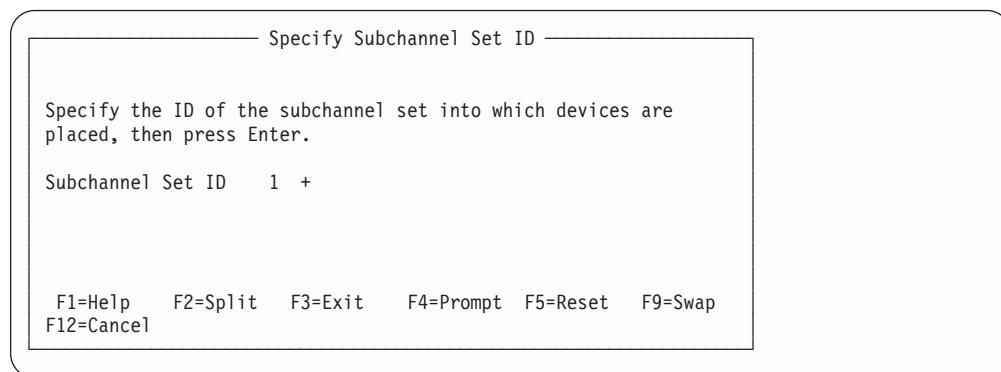 Specify Subchannel Set ID
Specify the ID of the subchannel set into which devices are
placed, then press Enter.
Subchannel Set ID 1 +
F1=Help F2=Split F3=Exit F4=Prompt F5=Reset F9=Swap
F12=Cancel